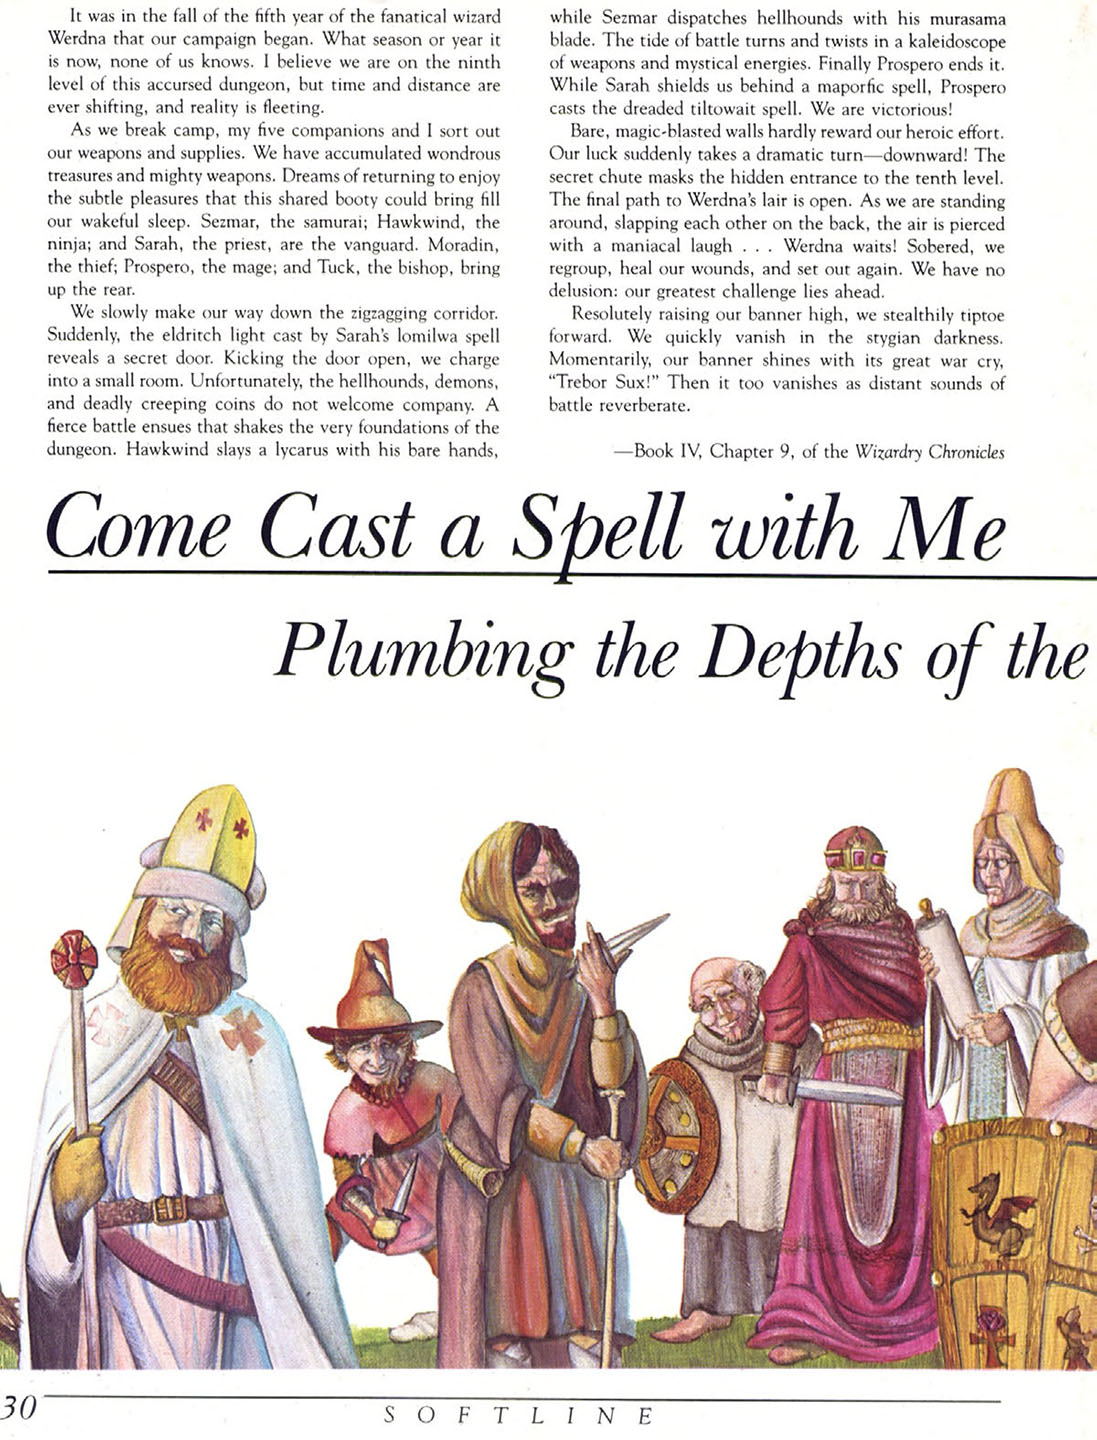 It was in the fall of the fifth year of the fanatical wizard
Werdna that our campaign began. What season or year it
is now, none of us knows. I believe we are on the ninth
level of this accursed dungeon, but time and distance are
ever shifting, and reality is fleeting.
As we break camp, my five companions and I sort out
our weapons and supplies. We have accumulated wondrous
treasures and mighty weapons. Dreams of returning to enjoy
the subtle pleasures that this shared booty could bring fill
our wakeful sleep. Sezmar, the samurai; Hawkwind, the
ninja; and Sarah, the priest, are the vanguard. Moradin,
the thief; Prospero, the mage; and Tuck, the bishop, bring
up the rear.
We slowly make our way down the zigzagging corridor.
Suddenly, the eldritch light cast by Sarah's lomilwa spell
reveals a secret door. Kicking the door open, we charge
into a small room. Unfortunately, the hellhounds, demons,
and deadly creeping coins do not welcome company. A
fierce battle ensues that shakes the very foundations of the
dungeon. Hawkwind slays a lycarus with his bare hands,
while Sezmar dispatches hellhounds with his murasama
blade. The tide of battle turns and twists in a kaleidoscope
of weapons and mystical energies. Finally Prospero ends it.
While Sarah shields us behind a maporfic spell, Prospero
casts the dreaded tiltowait spell. We are victorious!
Bare, magic-blasted walls hardly reward our heroic effort.
Our luck suddenly takes a dramatic turn—downward! The
secret chute masks the hidden entrance to the tenth level.
The final path to Werdna's lair is open. As we are standing
around, slapping each other on the back, the air is pierced
with a maniacal laugh . . . Werdna waits! Sobered, we
regroup, heal our wounds, and set out again. We have no
delusion: our greatest challenge lies ahead.
Resolutely raising our banner high, we stealthily tiptoe
forward. We quickly vanish in the stygian darkness.
Momentarily, our banner shines with its great war cry,
“Trebor Sux!” Then it too vanishes as distant sounds of
battle reverberate.
—Book IV, Chapter 9, of the Wizardry Chronicles
Come Cast a Spell with Me
Plumbing the Depths of the
30
SOFTLINE